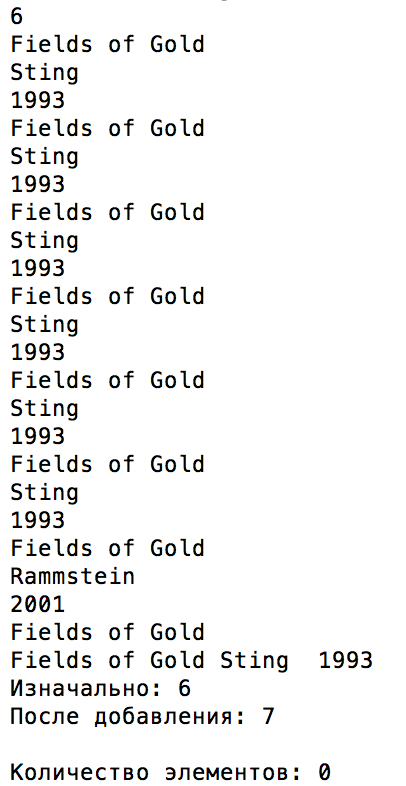 6
Fields of Gold
Sting
1993
Fields of Gold
Sting
1993
Fields of Gold
Sting
1993
Fields of Gold
Sting
1993
Fields of Gold
Sting
1993
Fields of Gold
Sting
1993
Fields of Gold
Rammstein
2001
Fields of Gold
Fields of Gold Sting  1993
Изначально: 6
После добавления: 7

Количество элементов: 0